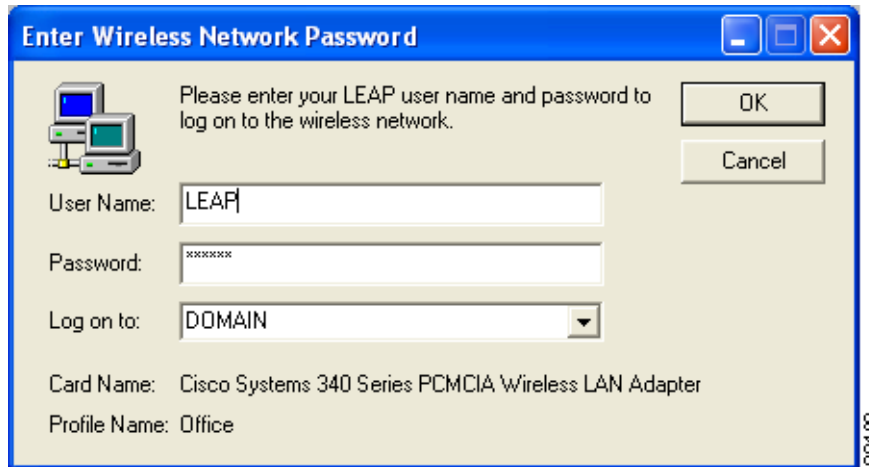 Enter Wireless Network Password
Please enter your LEAP user name and password to
log on to the wireless network.
OK
Cancel
User Name: LEAP
Password: ******
Log on to: DOMAIN
Card Name: Cisco Systems 340 Series PCMCIA Wireless LAN Adapter
Profile Name: Office